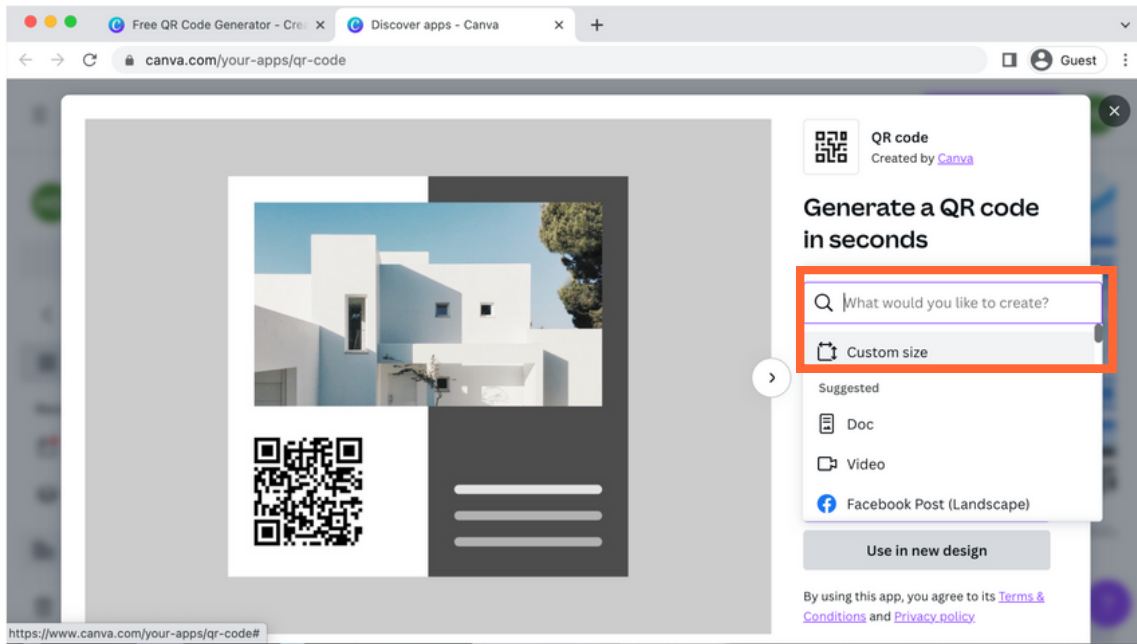 Free QR Code Generator - Cre
Discover apps - Canva
canva.com/your-apps/qr-code
Guest
QR code
Created by Canva
Generate a QR code
in seconds
What would you like to create?
Custom size
Suggested
Doc
Video
Facebook Post (Landscape)
Use in new design
By using this app, you agree to its Terms &
Conditions and Privacy policy
https://www.canva.com/your-apps/qr-code#